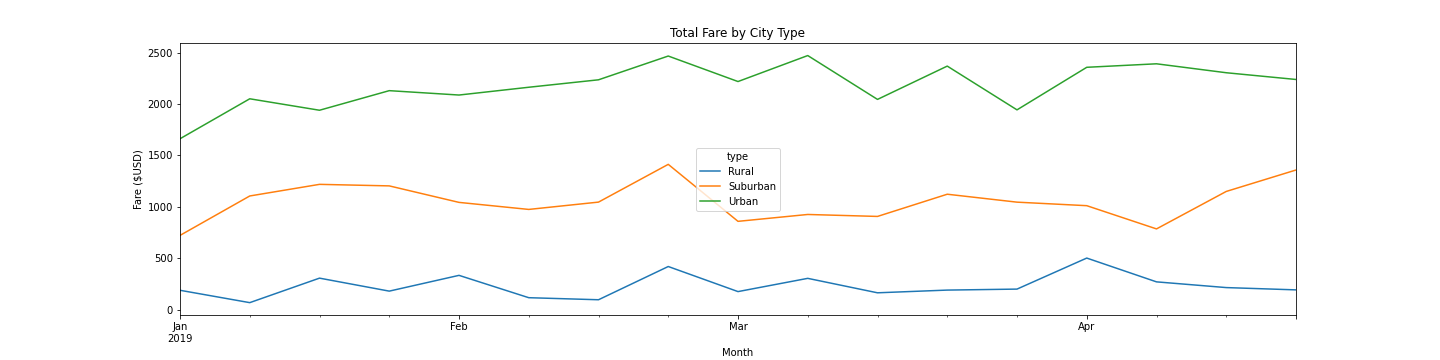 Total Fare by City Type
2500
2000
1500
1000
500
0
Fare ($USD)
type
Rural
Suburban
Urban
Jan
2019
Feb
Mar
Apr
Month